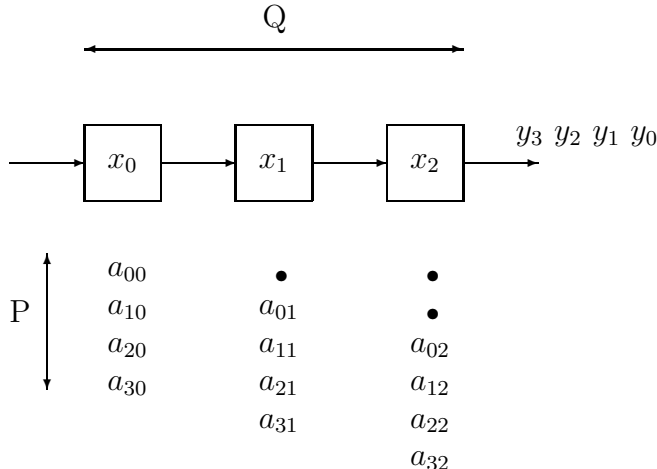 Q
y₃ y₂ y₁ y₀
x₀ x₁ x₂
a₀₀ • •
P a₁₀ a₀₁ •
a₂₀ a₁₁ a₀₂
a₃₀ a₂₁ a₁₂
a₃₁ a₂₂
a₃₂